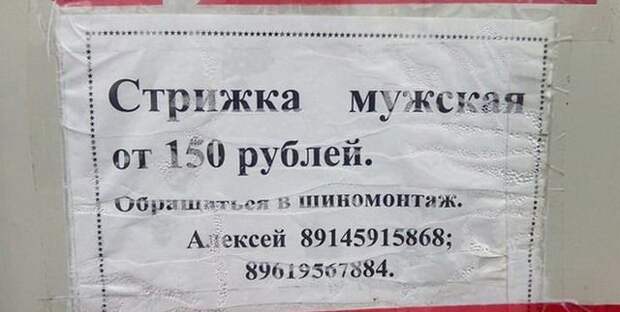 Стрижка мужская
от 150 рублей.
Обращаться в шиномонтаж.
Алексей 89145915868;
89619567884.